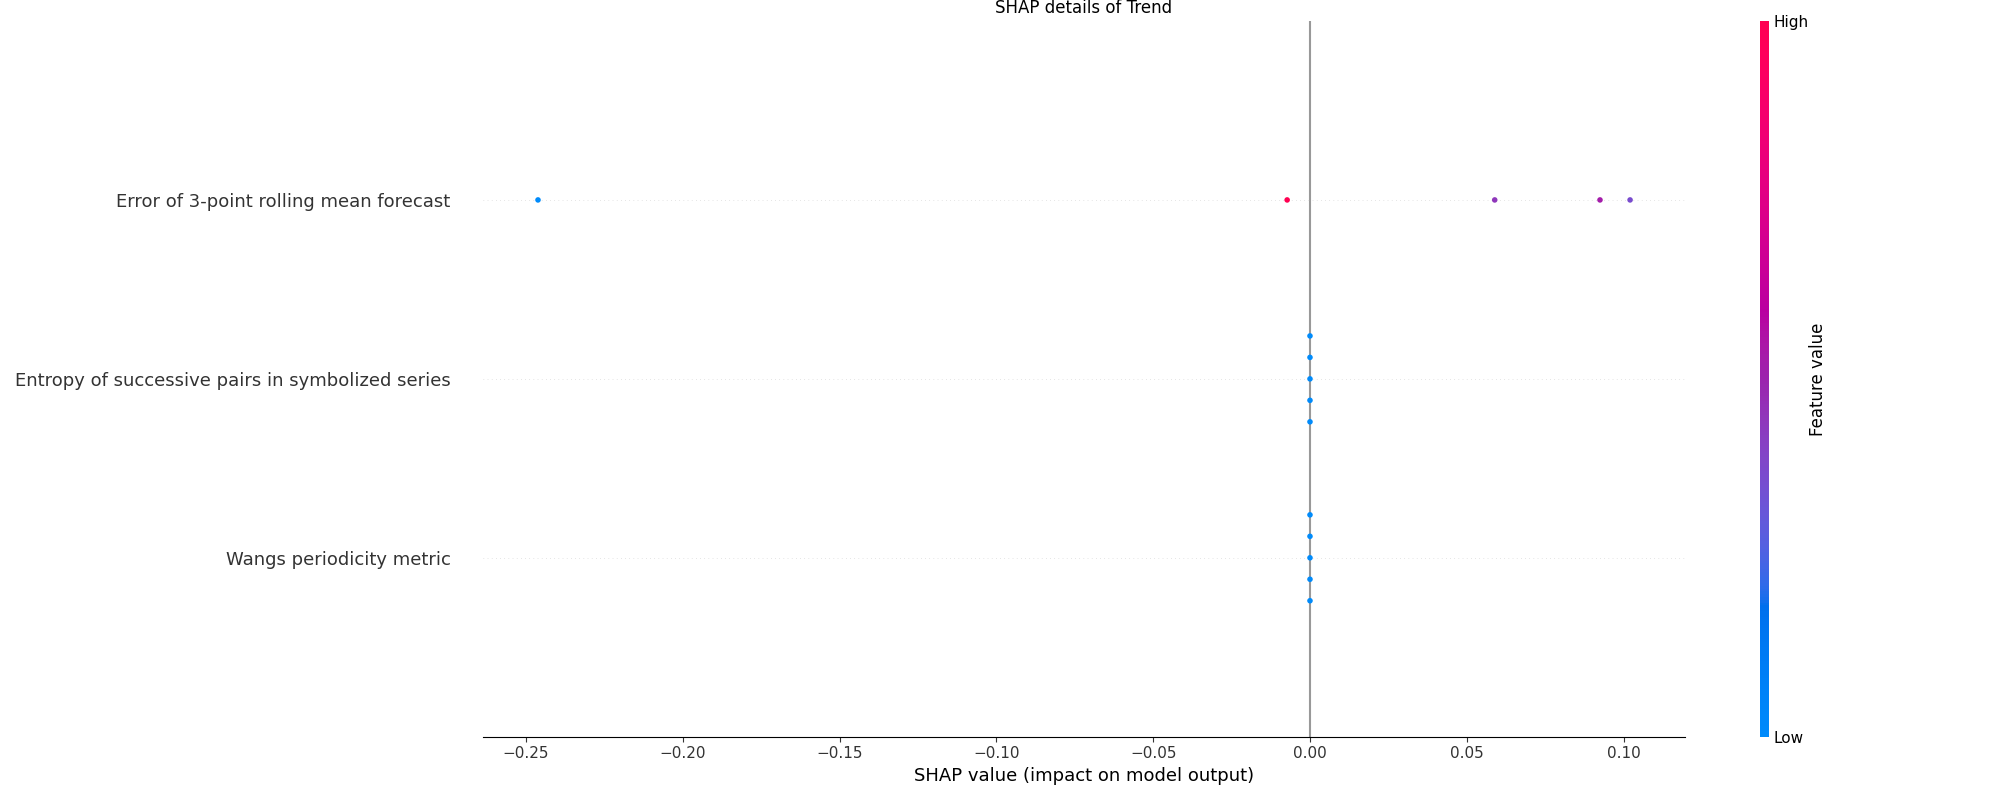 SHAP details of Trend
High
Error of 3-point rolling mean forecast
Entropy of successive pairs in symbolized series
Wangs periodicity metric
Feature value
Low
−0.25 −0.20 −0.15 −0.10 −0.05 0.00 0.05 0.10
SHAP value (impact on model output)